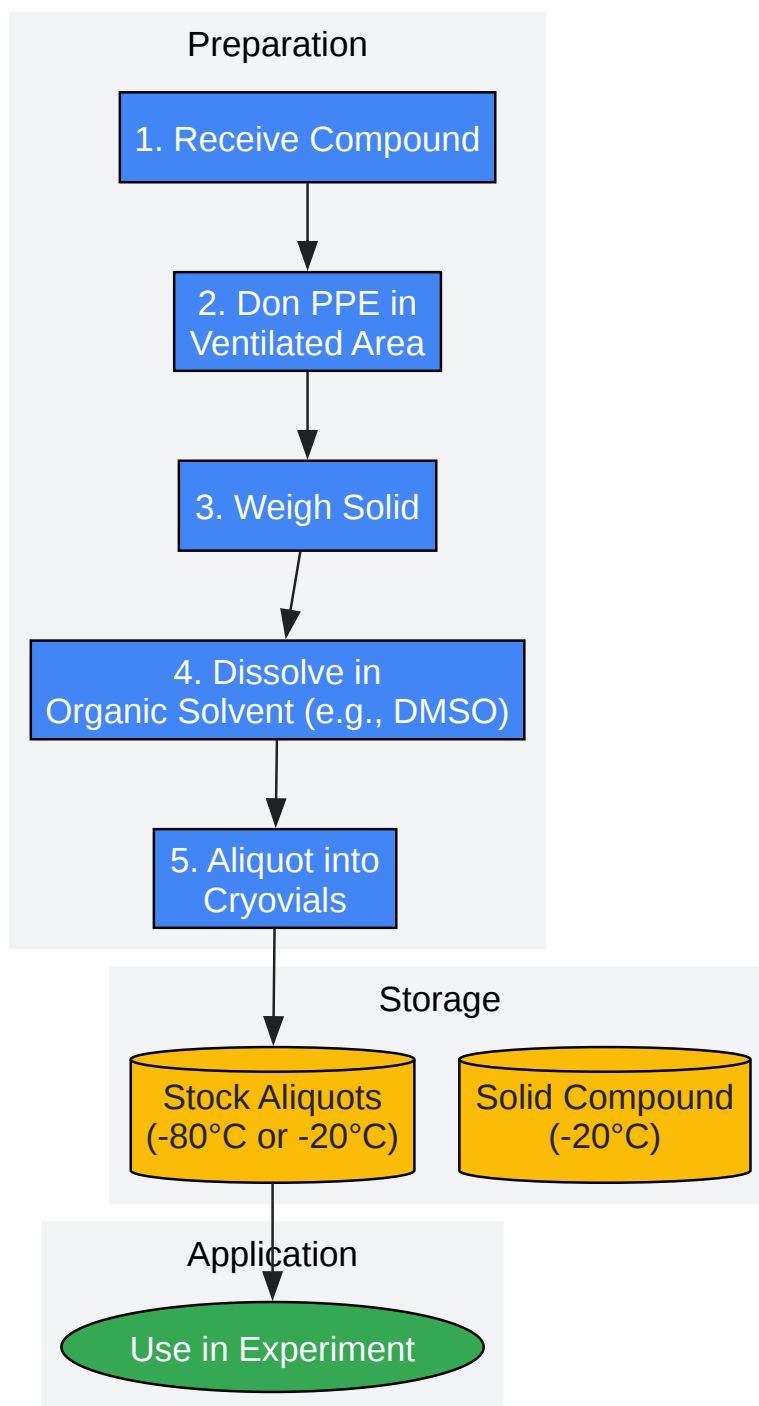 Preparation
1. Receive Compound
2. Don PPE in
Ventilated Area
3. Weigh Solid
4. Dissolve in
Organic Solvent (e.g., DMSO)
5. Aliquot into
Cryovials
Storage
Stock Aliquots
(-80°C or -20°C)
Solid Compound
(-20°C)
Application
Use in Experiment